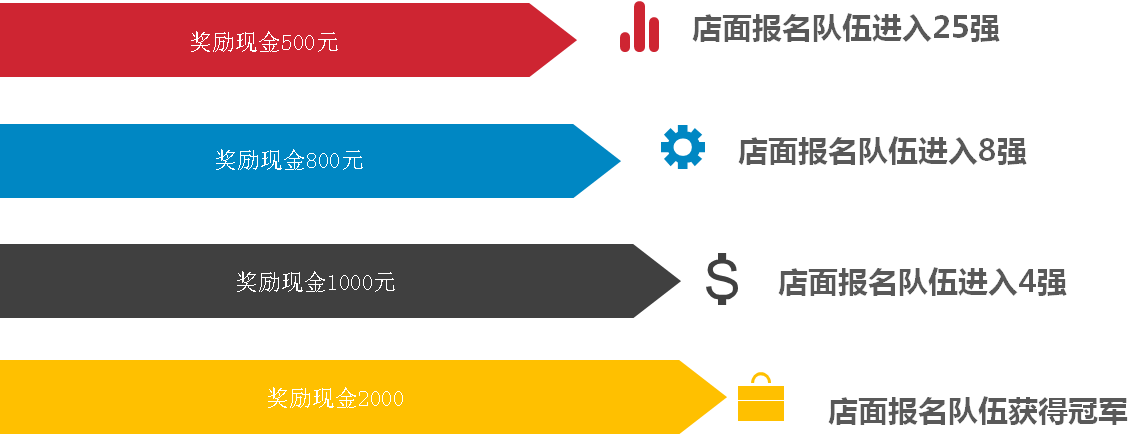 奖励现金500元
店面报名队伍进入25强
奖励现金800元
店面报名队伍进入8强
奖励现金1000元
店面报名队伍进入4强
奖励现金2000
店面报名队伍获得冠军